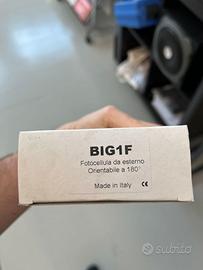 BIG1F
Fotocellula da esterno
Orientabile a 180°
Made in Italy CE
subito